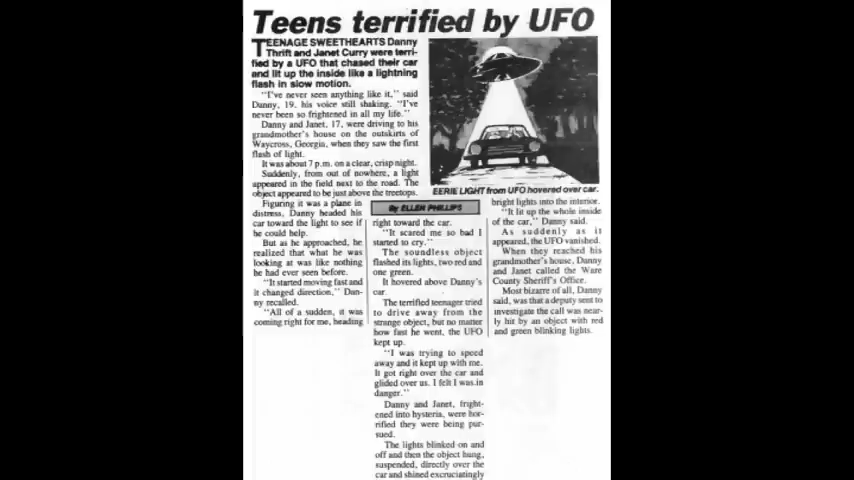 Teens terrified by UFO
TEENAGE SWEETHEARTS Danny
Thrift and Janet Curry were terri-
fied by a UFO that chased their car
and lit up the inside like a lightning
flash in slow motion.
"I've never seen anything like it," said
Danny, 19, his voice still shaking. "I've
never been so frightened in all my life."
Danny and Janet, 17, were driving to his
grandmother's house on the outskirts of
Waycross, Georgia, when they saw the first
flash of light.
It was about 7 p.m. on a clear, crisp night.
Suddenly, from out of nowhere, a light
appeared in the field next to the road. The
object appeared to be just above the treetops.
Figuring it was a plane in
distress, Danny headed his
car toward the light to see if
he could help.
But as he approached, he
realized that what he was
looking at was like nothing
he had ever seen before.
"It started moving fast and
it changed direction," Dan-
ny recalled.
"All of a sudden, it was
coming right for me, heading
EERIE LIGHT from UFO hovered over car.
By ELLEN PHILLIPS
right toward the car.
"It scared me so bad I
started to cry."
The soundless object
flashed its lights, two red and
one green.
It hovered above Danny's
car.
The terrified teenager tried
to drive away from the
strange object, but no matter
how fast he went, the UFO
kept up.
"I was trying to speed
away and it kept up with me.
It got right over the car and
glided over us. I felt I was in
danger."
Danny and Janet, fright-
ened into hysteria, were hor-
rified they were being pur-
sued.
The lights blinked on and
off and then the object hung,
suspended, directly over the
car and shined excruciatingly
bright lights into the interior.
"It lit up the whole inside
of the car," Danny said.
As suddenly as it
appeared, the UFO vanished.
When they reached his
grandmother's house, Danny
and Janet called the Ware
County Sheriff's Office.
Most bizarre of all, Danny
said, was that a deputy sent to
investigate the call was near-
ly hit by an object with red
and green blinking lights.